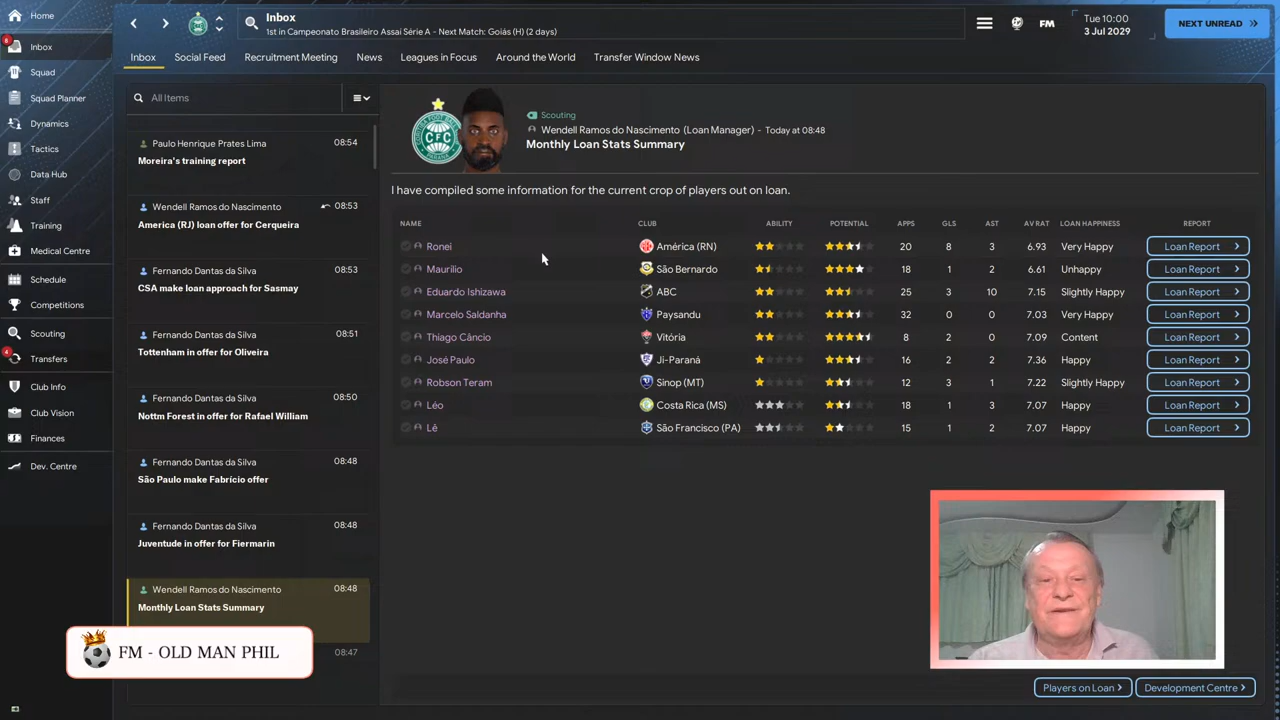 Home
Inbox
Squad
Squad Planner
Dynamics
Tactics
Data Hub
Staff
Training
Medical Centre
Schedule
Competitions
Scouting
Transfers
Club Info
Club Vision
Finances
Dev. Centre
8
4
Inbox
1st in Campeonato Brasileiro Assaí Série A - Next Match: Goiás (H) (2 days)
FM
Tue 10:00
3 Jul 2029
NEXT UNREAD
Inbox Social Feed Recruitment Meeting News Leagues in Focus Around the World Transfer Window News
All Items
Paulo Henrique Prates Lima 08:54
Moreira's training report
Wendell Ramos do Nascimento 08:53
America (RJ) loan offer for Cerqueira
Fernando Dantas da Silva 08:53
CSA make loan approach for Sasmay
Fernando Dantas da Silva 08:51
Tottenham in offer for Oliveira
Fernando Dantas da Silva 08:50
Nottm Forest in offer for Rafael William
Fernando Dantas da Silva 08:48
São Paulo make Fabrício offer
Fernando Dantas da Silva 08:48
Juventude in offer for Fiermarin
Wendell Ramos do Nascimento 08:48
Monthly Loan Stats Summary
08:47
FM - OLD MAN PHIL
CFC
Scouting
Wendell Ramos do Nascimento (Loan Manager) - Today at 08:48
Monthly Loan Stats Summary
I have compiled some information for the current crop of players out on loan.
NAME CLUB ABILITY POTENTIAL APPS GLS AST AV RAT LOAN HAPPINESS REPORT
Ronei América (RN) 20 8 3 6.93 Very Happy Loan Report
Maurílio São Bernardo 18 1 2 6.61 Unhappy Loan Report
Eduardo Ishizawa ABC 25 3 10 7.15 Slightly Happy Loan Report
Marcelo Saldanha Paysandu 32 0 0 7.03 Very Happy Loan Report
Thiago Câncio Vitória 8 2 0 7.09 Content Loan Report
José Paulo Ji-Paraná 16 2 2 7.36 Happy Loan Report
Robson Teram Sinop (MT) 12 3 1 7.22 Slightly Happy Loan Report
Léo Costa Rica (MS) 18 1 3 7.07 Happy Loan Report
Lê São Francisco (PA) 15 1 2 7.07 Happy Loan Report
Players on Loan
Development Centre